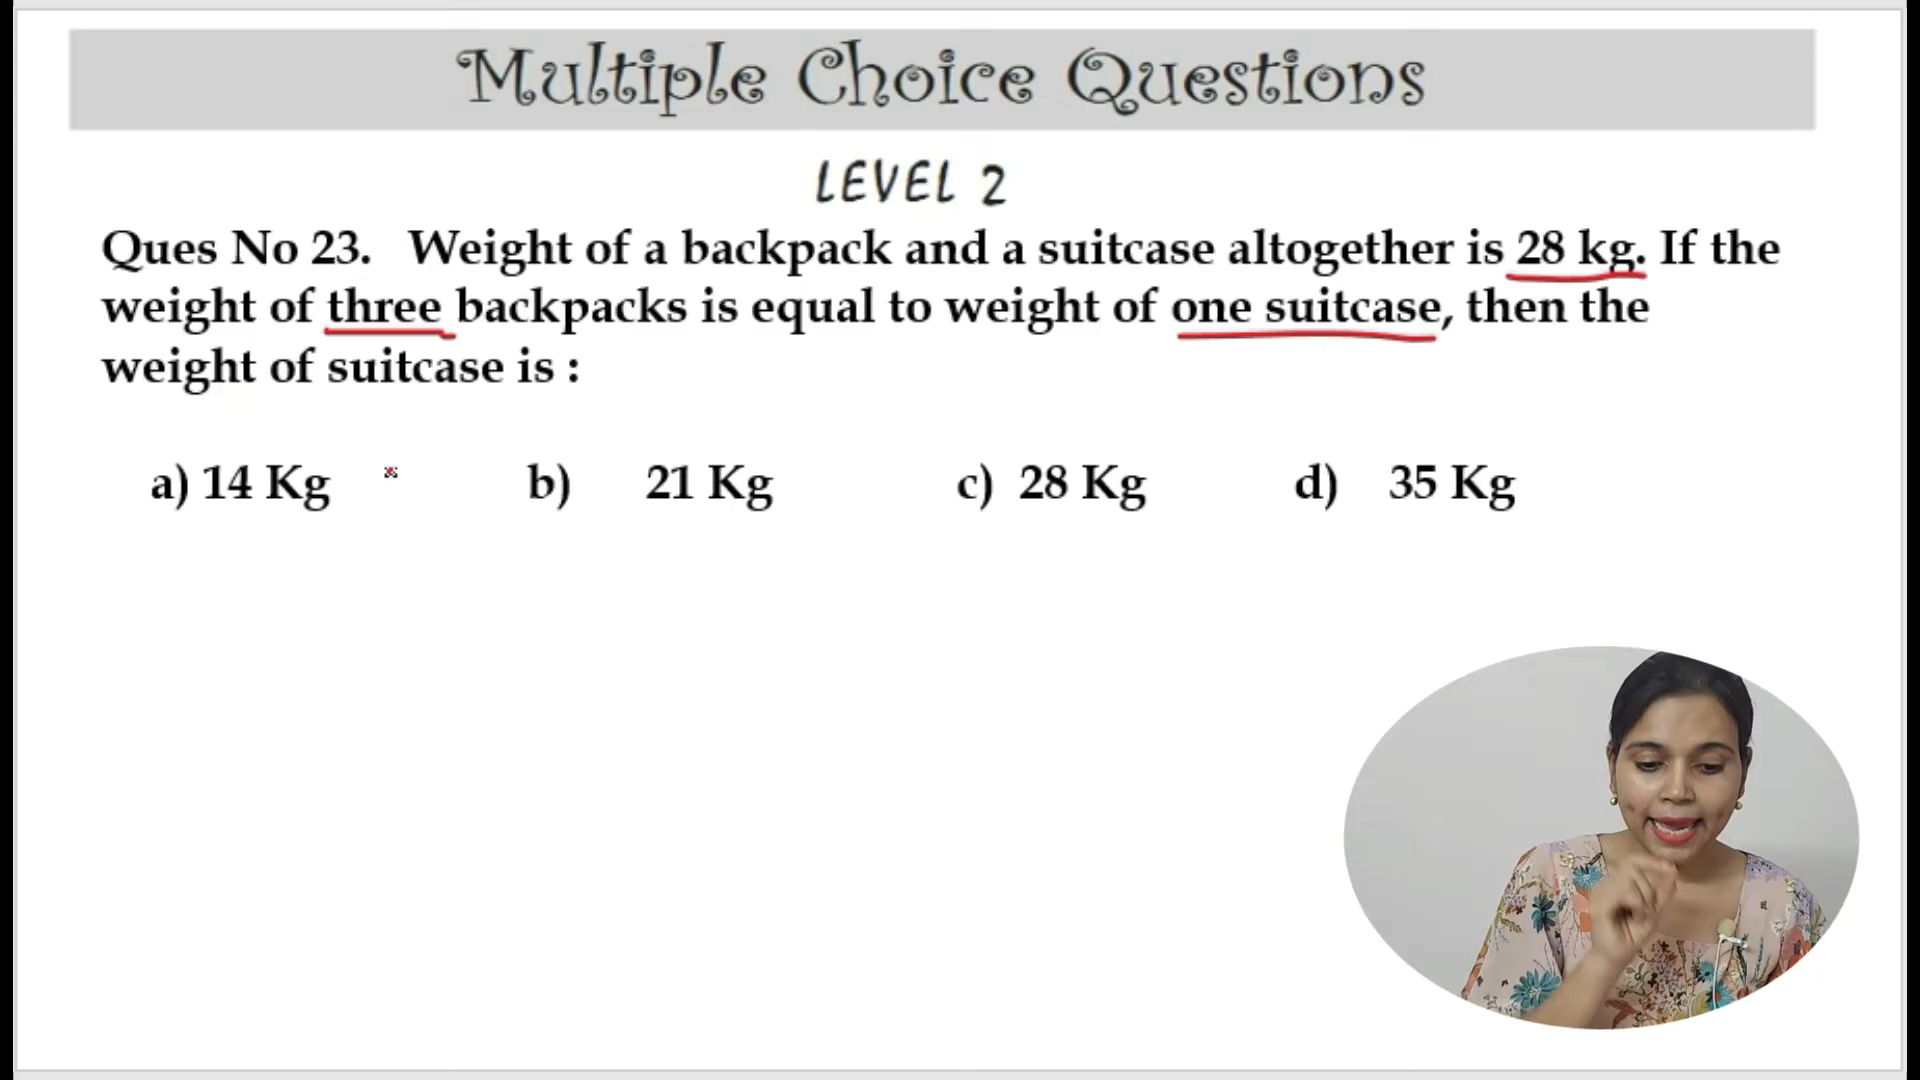 Multiple Choice Questions
LEVEL 2
Ques No 23. Weight of a backpack and a suitcase altogether is 28 kg. If the
weight of three backpacks is equal to weight of one suitcase, then the
weight of suitcase is :
a) 14 Kg b) 21 Kg c) 28 Kg d) 35 Kg